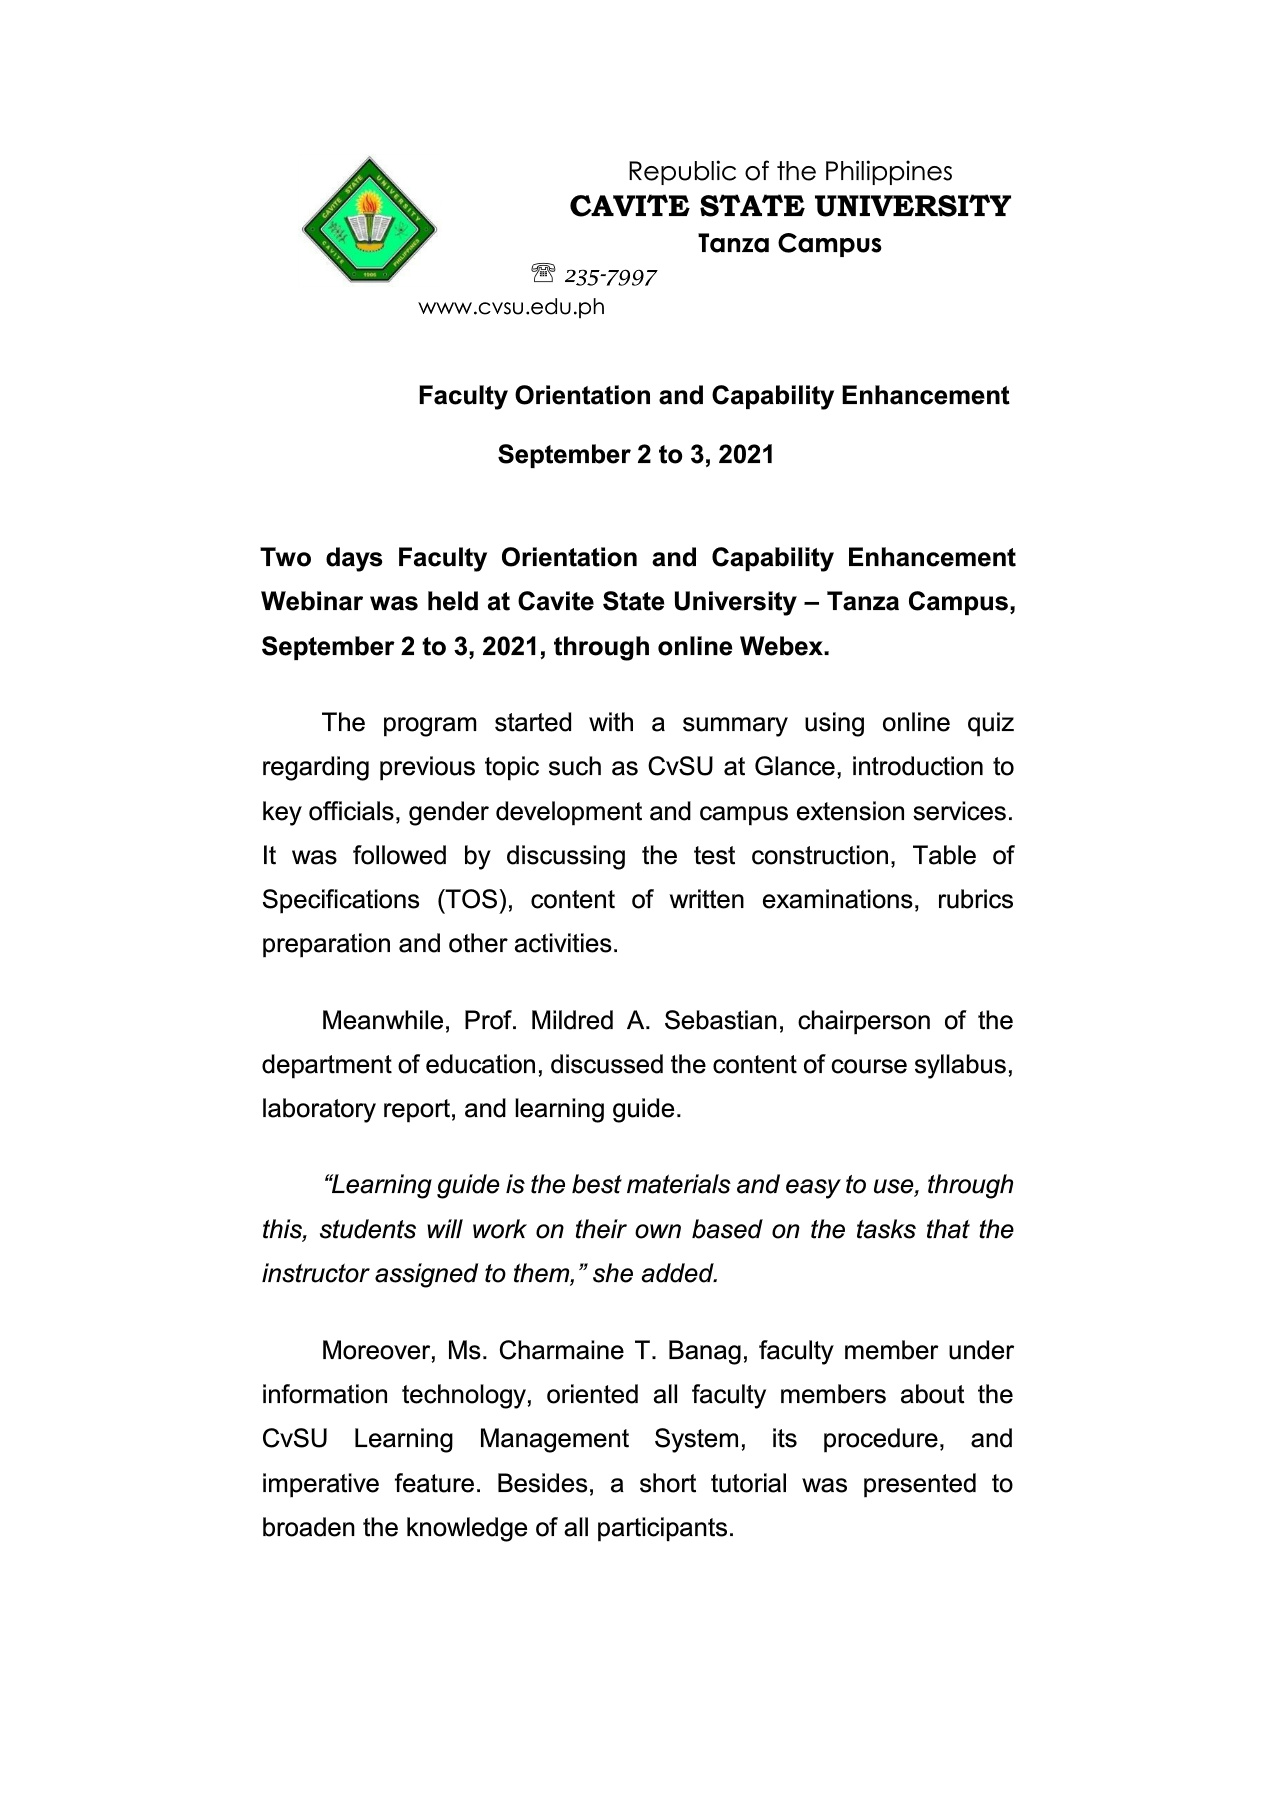 CAVITE STATE UNIVERSITY
CAVITE PHILIPPINES
1906
Republic of the Philippines
CAVITE STATE UNIVERSITY
Tanza Campus
☏ 235-7997
www.cvsu.edu.ph
Faculty Orientation and Capability Enhancement
September 2 to 3, 2021
Two days Faculty Orientation and Capability Enhancement
Webinar was held at Cavite State University – Tanza Campus,
September 2 to 3, 2021, through online Webex.
The program started with a summary using online quiz
regarding previous topic such as CvSU at Glance, introduction to
key officials, gender development and campus extension services.
It was followed by discussing the test construction, Table of
Specifications (TOS), content of written examinations, rubrics
preparation and other activities.
Meanwhile, Prof. Mildred A. Sebastian, chairperson of the
department of education, discussed the content of course syllabus,
laboratory report, and learning guide.
“Learning guide is the best materials and easy to use, through
this, students will work on their own based on the tasks that the
instructor assigned to them,” she added.
Moreover, Ms. Charmaine T. Banag, faculty member under
information technology, oriented all faculty members about the
CvSU Learning Management System, its procedure, and
imperative feature. Besides, a short tutorial was presented to
broaden the knowledge of all participants.